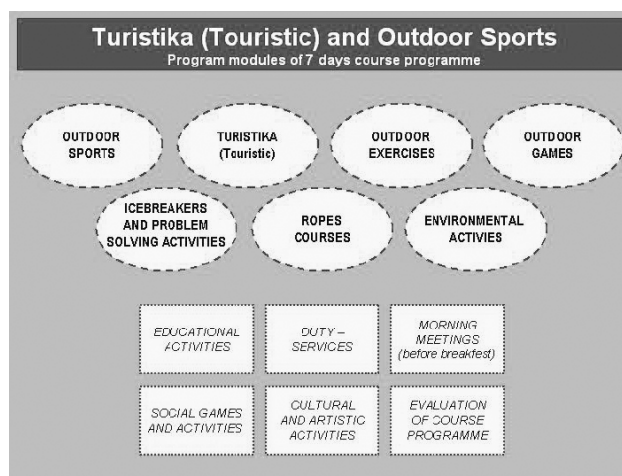 Turistika (Touristic) and Outdoor Sports
Program modules of 7 days course programme
OUTDOOR
SPORTS
TURISTIKA
(Touristic)
OUTDOOR
EXERCISES
OUTDOOR
GAMES
ICEBREAKERS
AND PROBLEM
SOLVING ACTIVITIES
ROPES
COURSES
ENVIRONMENTAL
ACTIVIES
EDUCATIONAL
ACTIVITIES
DUTY –
SERVICES
MORNING
MEETINGS
(before breakfest)
SOCIAL GAMES
AND ACTIVITIES
CULTURAL
AND ARTISTIC
ACTIVITIES
EVALUATION
OF COURSE
PROGRAMME